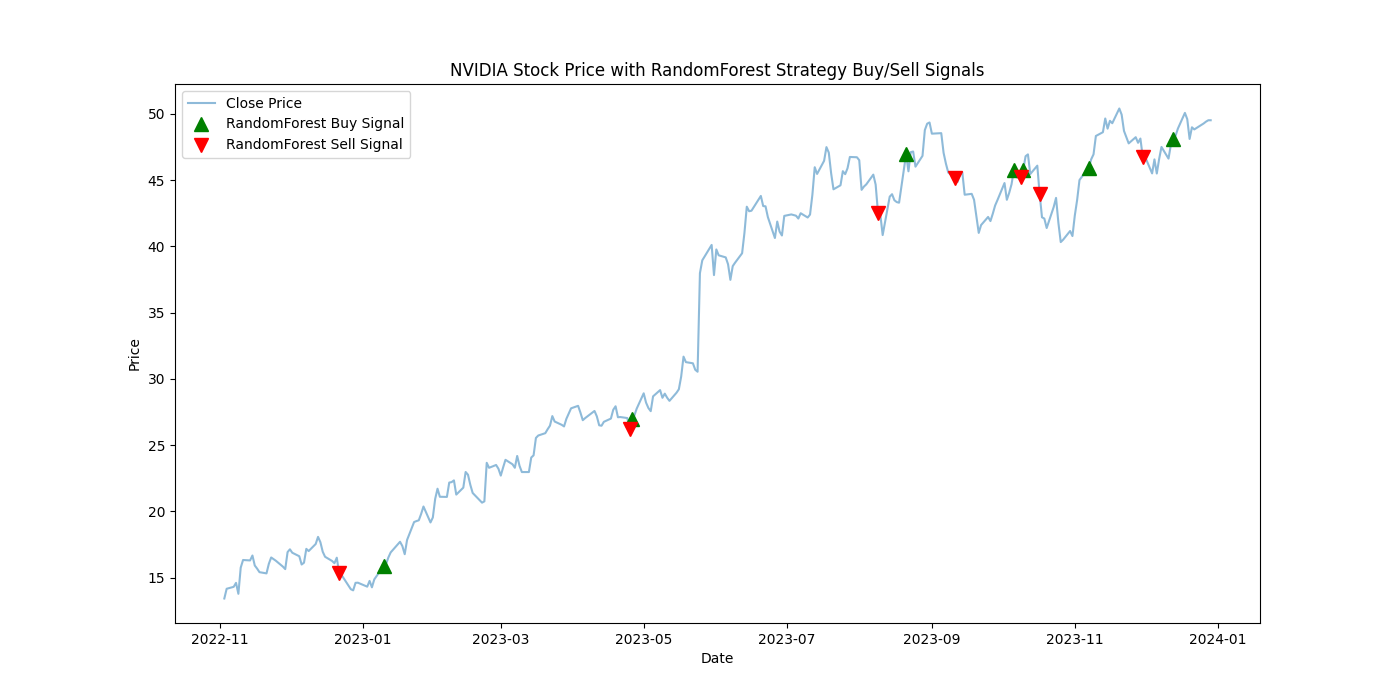 NVIDIA Stock Price with RandomForest Strategy Buy/Sell Signals
Close Price
RandomForest Buy Signal
RandomForest Sell Signal
50
45
40
35
30
25
20
15
Price
2022-11 2023-01 2023-03 2023-05 2023-07 2023-09 2023-11 2024-01
Date